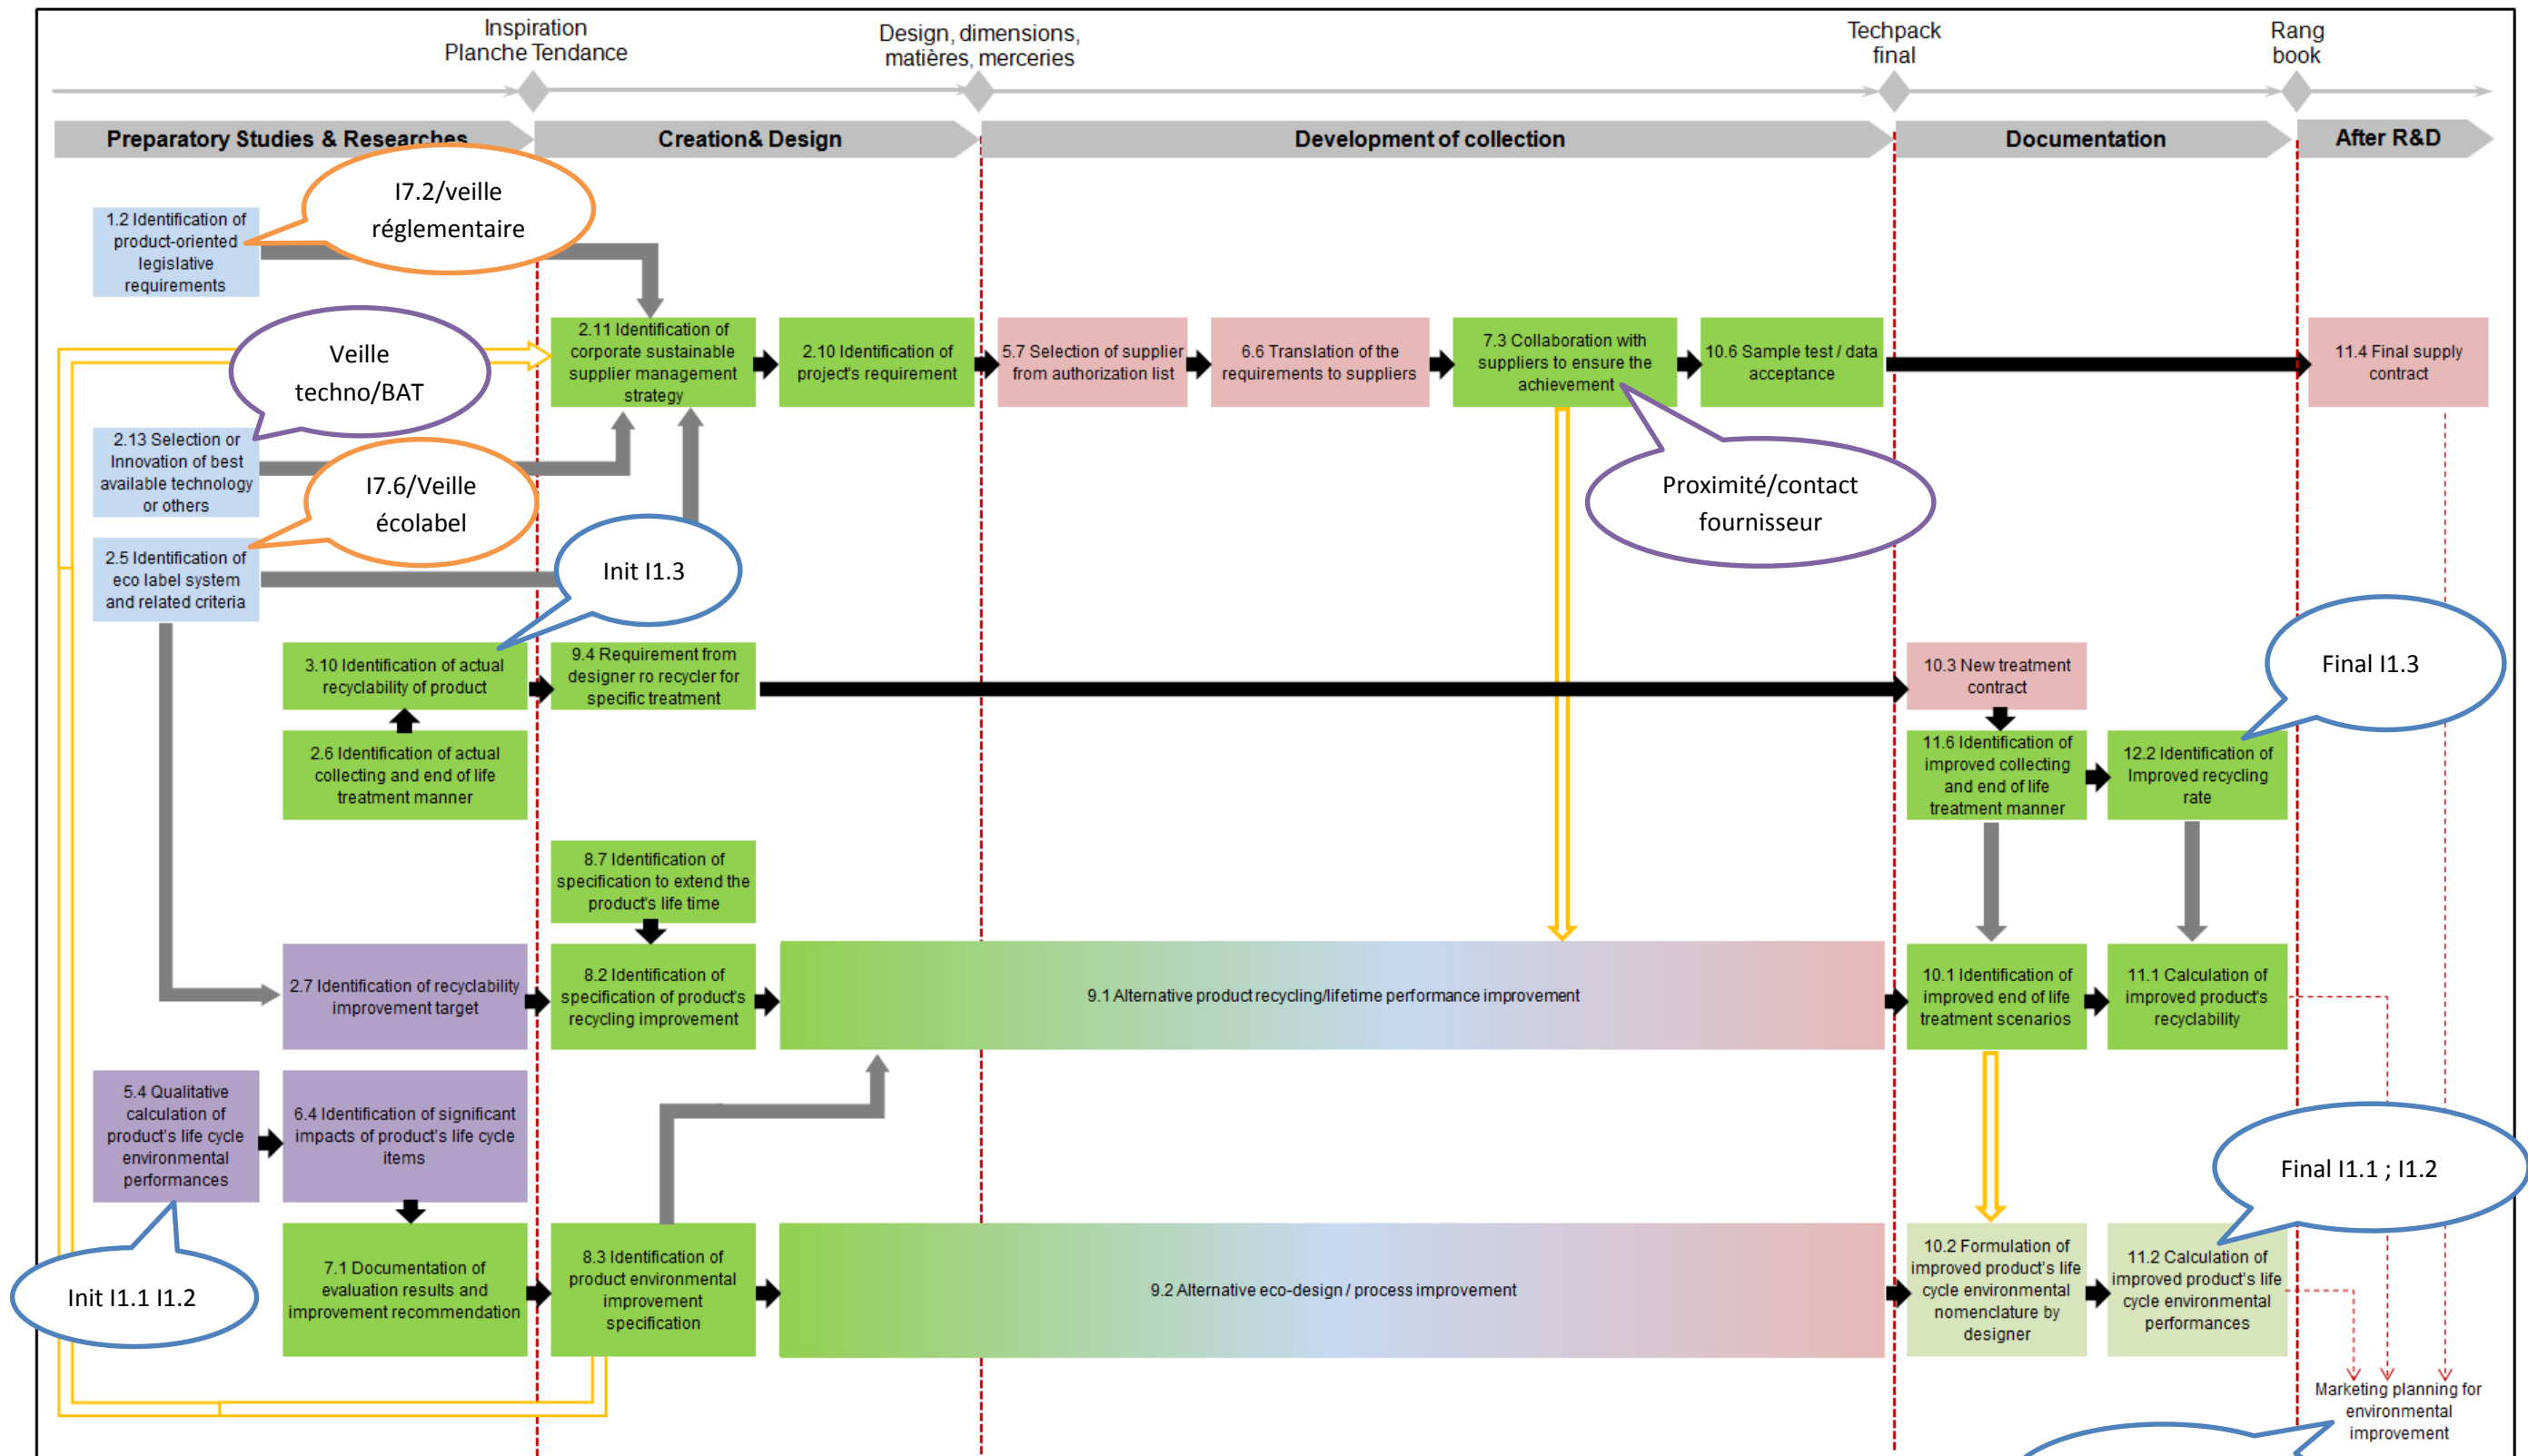 Inspiration
Planche Tendance
Design, dimensions,
matières, merceries
Techpack
final
Rang
book
Preparatory Studies & Researches
Creation& Design
Development of collection
Documentation
After R&D
I7.2/veille
réglementaire
1.2 Identification of
product-oriented
legislative
requirements
Veille
techno/BAT
2.11 Identification of
corporate sustainable
supplier management
strategy
2.10 Identification of
project's requirement
5.7 Selection of supplier
from authorization list
6.6 Translation of the
requirements to suppliers
7.3 Collaboration with
suppliers to ensure the
achievement
10.6 Sample test / data
acceptance
11.4 Final supply
contract
2.13 Selection or
Innovation of best
available technology
or others
I7.6/Veille
écolabel
Proximité/contact
fournisseur
2.5 Identification of
eco label system
and related criteria
Init I1.3
3.10 Identification of actual
recyclability of product
9.4 Requirement from
designer ro recycler for
specific treatment
10.3 New treatment
contract
Final I1.3
2.6 Identification of actual
collecting and end of life
treatment manner
11.6 Identification of
improved collecting
and end of life
treatment manner
12.2 Identification of
Improved recycling
rate
8.7 Identification of
specification to extend the
product's life time
2.7 Identification of recyclability
improvement target
8.2 Identification of
specification of product's
recycling improvement
9.1 Alternative product recycling/lifetime performance improvement
10.1 Identification of
improved end of life
treatment scenarios
11.1 Calculation of
improved product's
recyclability
5.4 Qualitative
calculation of
product's life cycle
environmental
performances
6.4 Identification of significant
impacts of product's life cycle
items
Final I1.1 ; I1.2
Init I1.1 I1.2
7.1 Documentation of
evaluation results and
improvement recommendation
8.3 Identification of
product environmental
improvement
specification
9.2 Alternative eco-design / process improvement
10.2 Formulation of
improved product's life
cycle environmental
nomenclature by
designer
11.2 Calculation of
improved product's life
cycle environmental
performances
Marketing planning for
environmental
improvement